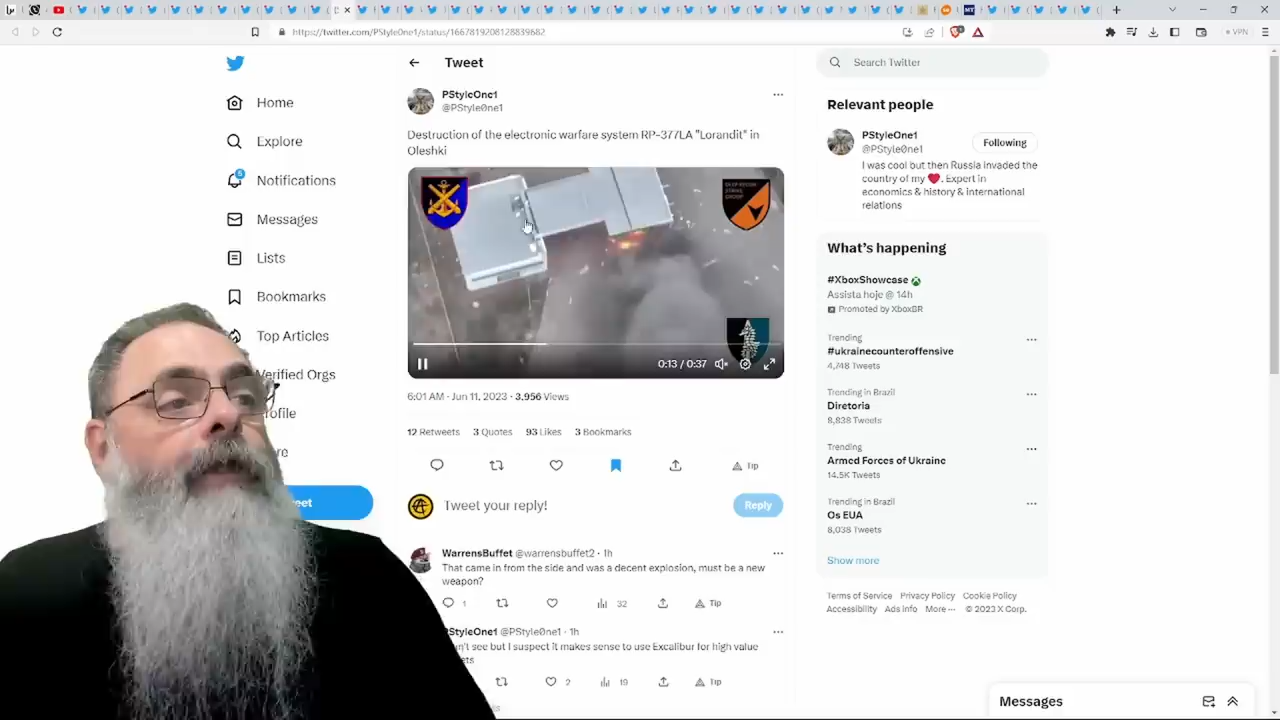 https://twitter.com/PStyle0ne1/status/1667819208128839682
VPN
Home
Explore
6
Notifications
Messages
Lists
Bookmarks
Top Articles
Verified Orgs
Tweet
PStyleOne1
@PStyle0ne1
Destruction of the electronic warfare system RP-377LA "Lorandit" in
Oleshki
0:13 / 0:37
6:01 AM · Jun 11, 2023 · 3,956 Views
12 Retweets 3 Quotes 93 Likes 3 Bookmarks
Tip
Tweet your reply!
Reply
WarrensBuffet @warrensbuffet2 · 1h
That came in from the side and was a decent explosion, must be a new
weapon?
1
32
Tip
@PStyle0ne1 · 1h
see but I suspect it makes sense to use Excalibur for high value
2
19
Tip
Search Twitter
Relevant people
PStyleOne1
@PStyle0ne1
Following
I was cool but then Russia invaded the
country of my ❤️. Expert in
economics & history & international
relations
What's happening
#XboxShowcase
Assista hoje @ 14h
Promoted by XboxBR
Trending
#ukrainecounteroffensive
4,748 Tweets
Trending in Brazil
Diretoria
8,838 Tweets
Trending
Armed Forces of Ukraine
14.5K Tweets
Trending in Brazil
Os EUA
8,038 Tweets
Show more
Terms of Service Privacy Policy Cookie Policy
Accessibility Ads info More ··· © 2023 X Corp.
Messages